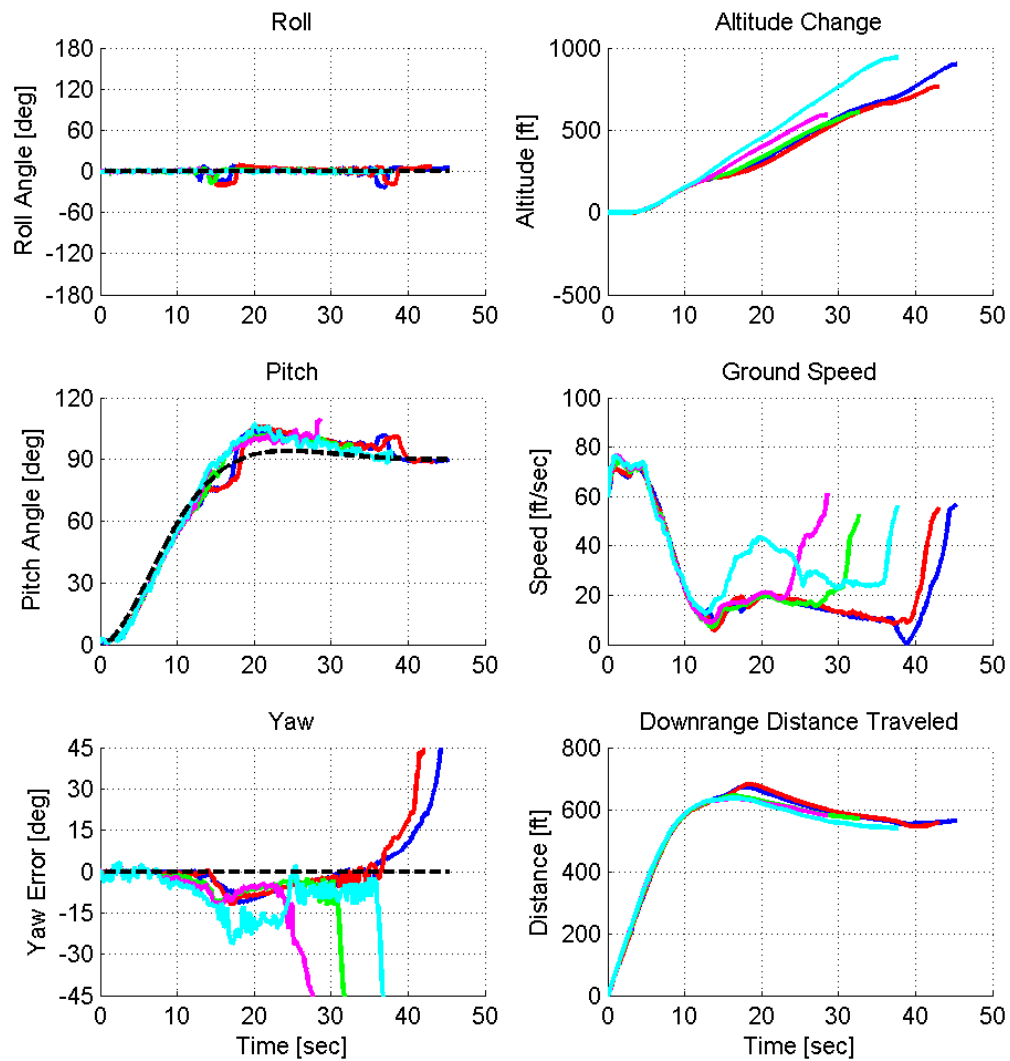 Roll
Roll Angle [deg]
180
120
60
0
-60
-120
-180
0 10 20 30 40 50
Altitude Change
Altitude [ft]
1000
500
0
-500
0 10 20 30 40 50
Pitch
Pitch Angle [deg]
120
90
60
30
0
0 10 20 30 40 50
Ground Speed
Speed [ft/sec]
100
80
60
40
20
0
0 10 20 30 40 50
Yaw
Yaw Error [deg]
45
30
15
0
-15
-30
-45
0 10 20 30 40 50
Time [sec]
Downrange Distance Traveled
Distance [ft]
800
600
400
200
0
0 10 20 30 40 50
Time [sec]